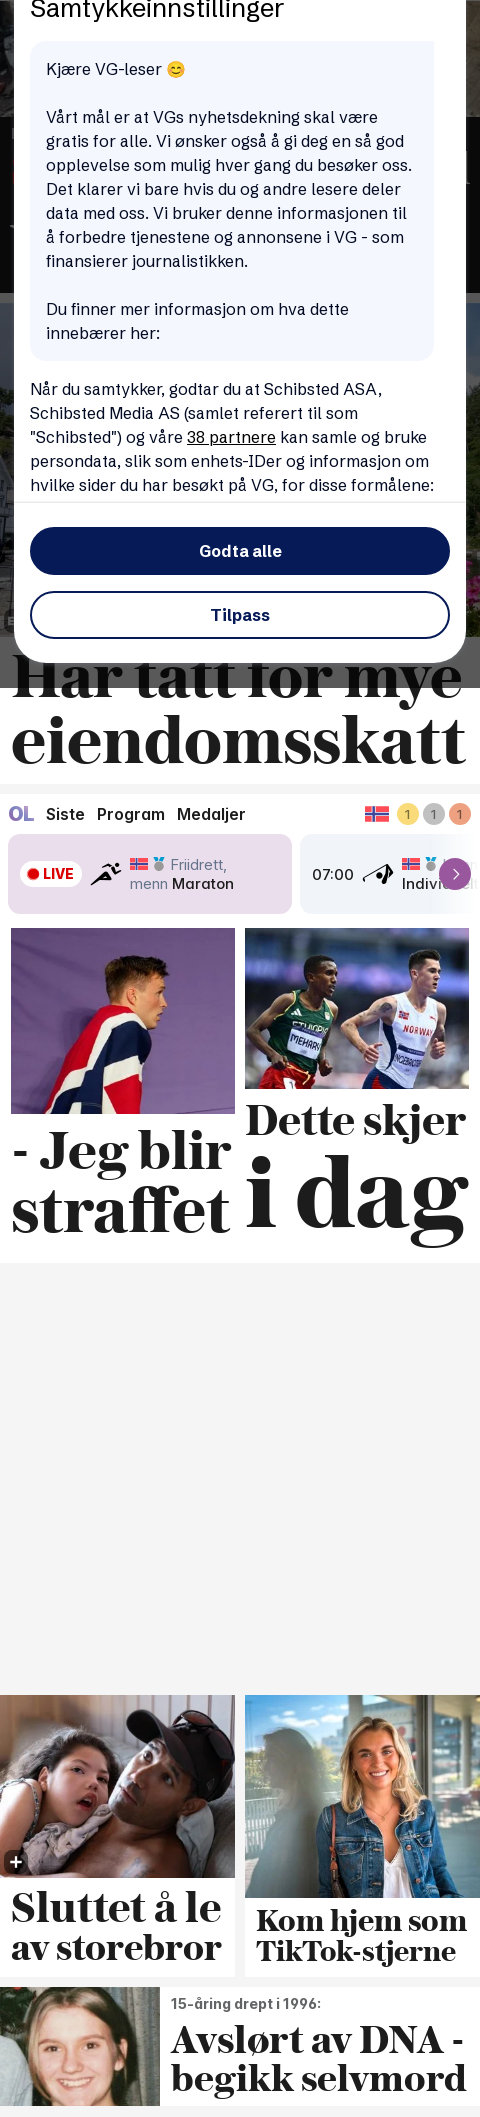 Samtykkeinnstillinger
Kjære VG-leser 😊
Vårt mål er at VGs nyhetsdekning skal være
gratis for alle. Vi ønsker også å gi deg en så god
opplevelse som mulig hver gang du besøker oss.
Det klarer vi bare hvis du og andre lesere deler
data med oss. Vi bruker denne informasjonen til
å forbedre tjenestene og annonsene i VG - som
finansierer journalistikken.
Du finner mer informasjon om hva dette
innebærer her:
Når du samtykker, godtar du at Schibsted ASA,
Schibsted Media AS (samlet referert til som
"Schibsted") og våre 38 partnere kan samle og bruke
persondata, slik som enhets-IDer og informasjon om
hvilke sider du har besøkt på VG, for disse formålene:
Godta alle
Tilpass
Har tatt for mye
eiendomsskatt
OL Siste Program Medaljer 1 1 1
LIVE
Friidrett,
menn Maraton
07:00
ETHIOPIA
MEHARY
NORWAY
INGEBRIGTSEN
- Jeg blir
straffet
Dette skjer
i dag
Sluttet å le
av storebror
Kom hjem som
TikTok-stjerne
15-åring drept i 1996:
Avslørt av DNA -
begikk selvmord